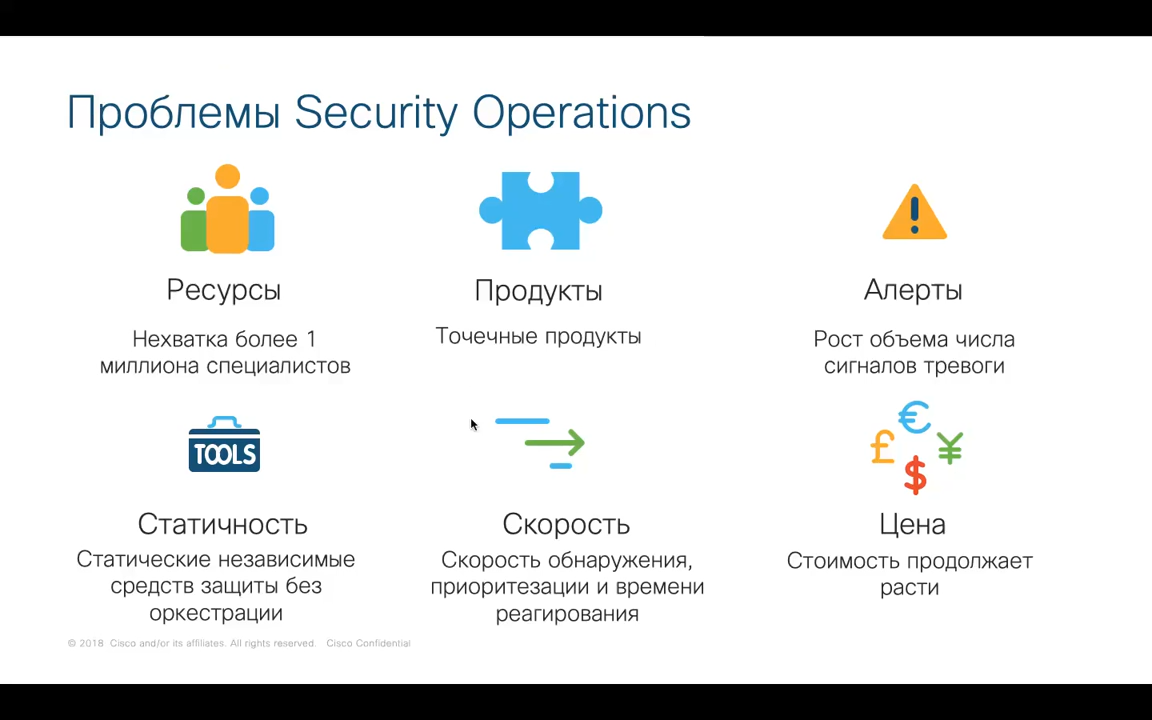 Проблемы Security Operations
Ресурсы
Нехватка более 1
миллиона специалистов
Продукты
Точечные продукты
Алерты
Рост объема числа
сигналов тревоги
TOOLS
Статичность
Статические независимые
средств защиты без
оркестрации
Скорость
Скорость обнаружения,
приоритезации и времени
реагирования
€
£ ¥
$
Цена
Стоимость продолжает
расти
© 2018 Cisco and/or its affiliates. All rights reserved. Cisco Confidential